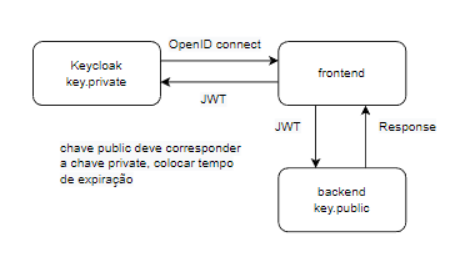 OpenID connect
Keycloak
key.private
frontend
JWT
JWT
Response
chave public deve corresponder
a chave private, colocar tempo
de expiração
backend
key.public